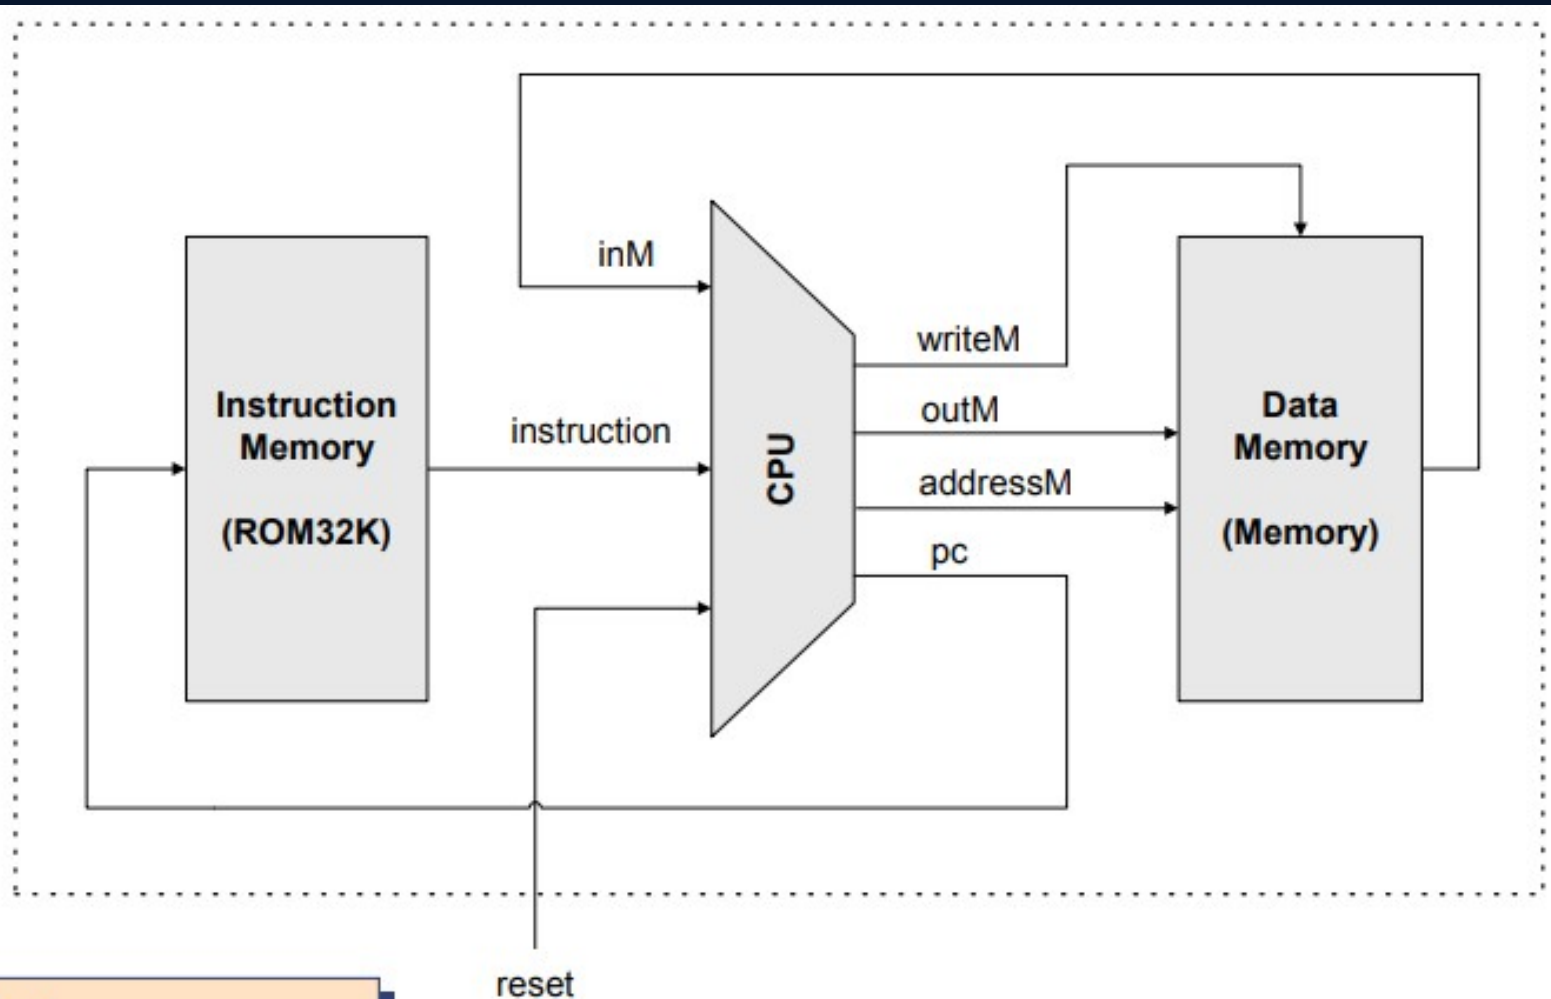 inM
writeM
Instruction
Memory
(ROM32K)
instruction
CPU
outM
addressM
pc
Data
Memory
(Memory)
reset